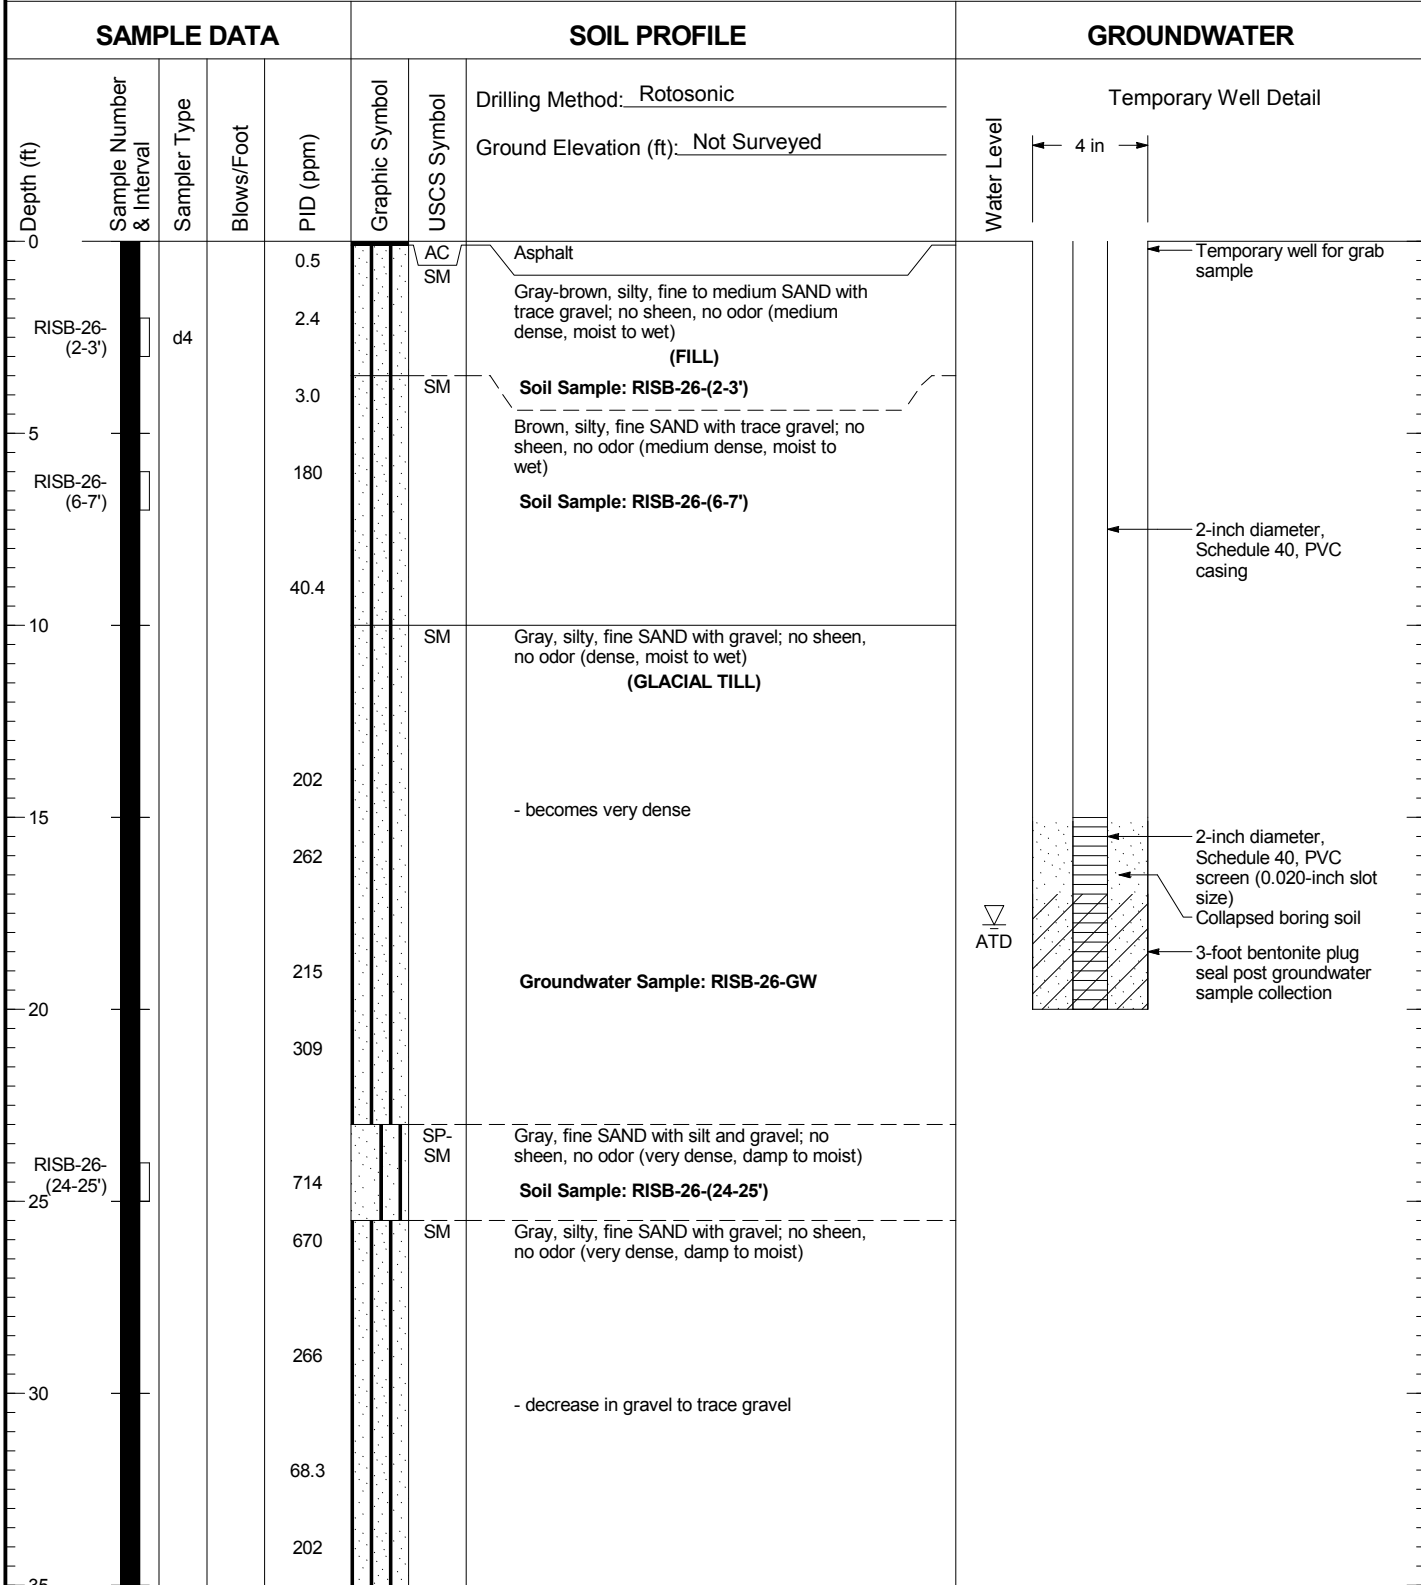 SAMPLE DATA
SOIL PROFILE
GROUNDWATER
Depth (ft)
Sample Number
& Interval
Sampler Type
Blows/Foot
PID (ppm)
Graphic Symbol
USCS Symbol
Drilling Method: Rotosonic
Ground Elevation (ft): Not Surveyed
Water Level
Temporary Well Detail
4 in
0
0.5
AC
Asphalt
Temporary well for grab
sample
SM
Gray-brown, silty, fine to medium SAND with
trace gravel; no sheen, no odor (medium
dense, moist to wet)
(FILL)
2.4
RISB-26-
(2-3')
d4
3.0
SM
Soil Sample: RISB-26-(2-3')
Brown, silty, fine SAND with trace gravel; no
sheen, no odor (medium dense, moist to
wet)
5
RISB-26-
(6-7')
180
Soil Sample: RISB-26-(6-7')
2-inch diameter,
Schedule 40, PVC
casing
40.4
10
SM
Gray, silty, fine SAND with gravel; no sheen,
no odor (dense, moist to wet)
(GLACIAL TILL)
202
- becomes very dense
15
262
2-inch diameter,
Schedule 40, PVC
screen (0.020-inch slot
size)
Collapsed boring soil
ATD
3-foot bentonite plug
seal post groundwater
sample collection
215
Groundwater Sample: RISB-26-GW
20
309
SP-
SM
Gray, fine SAND with silt and gravel; no
sheen, no odor (very dense, damp to moist)
RISB-26-
(24-25')
714
Soil Sample: RISB-26-(24-25')
25
SM
Gray, silty, fine SAND with gravel; no sheen,
no odor (very dense, damp to moist)
670
266
30
- decrease in gravel to trace gravel
68.3
202
35